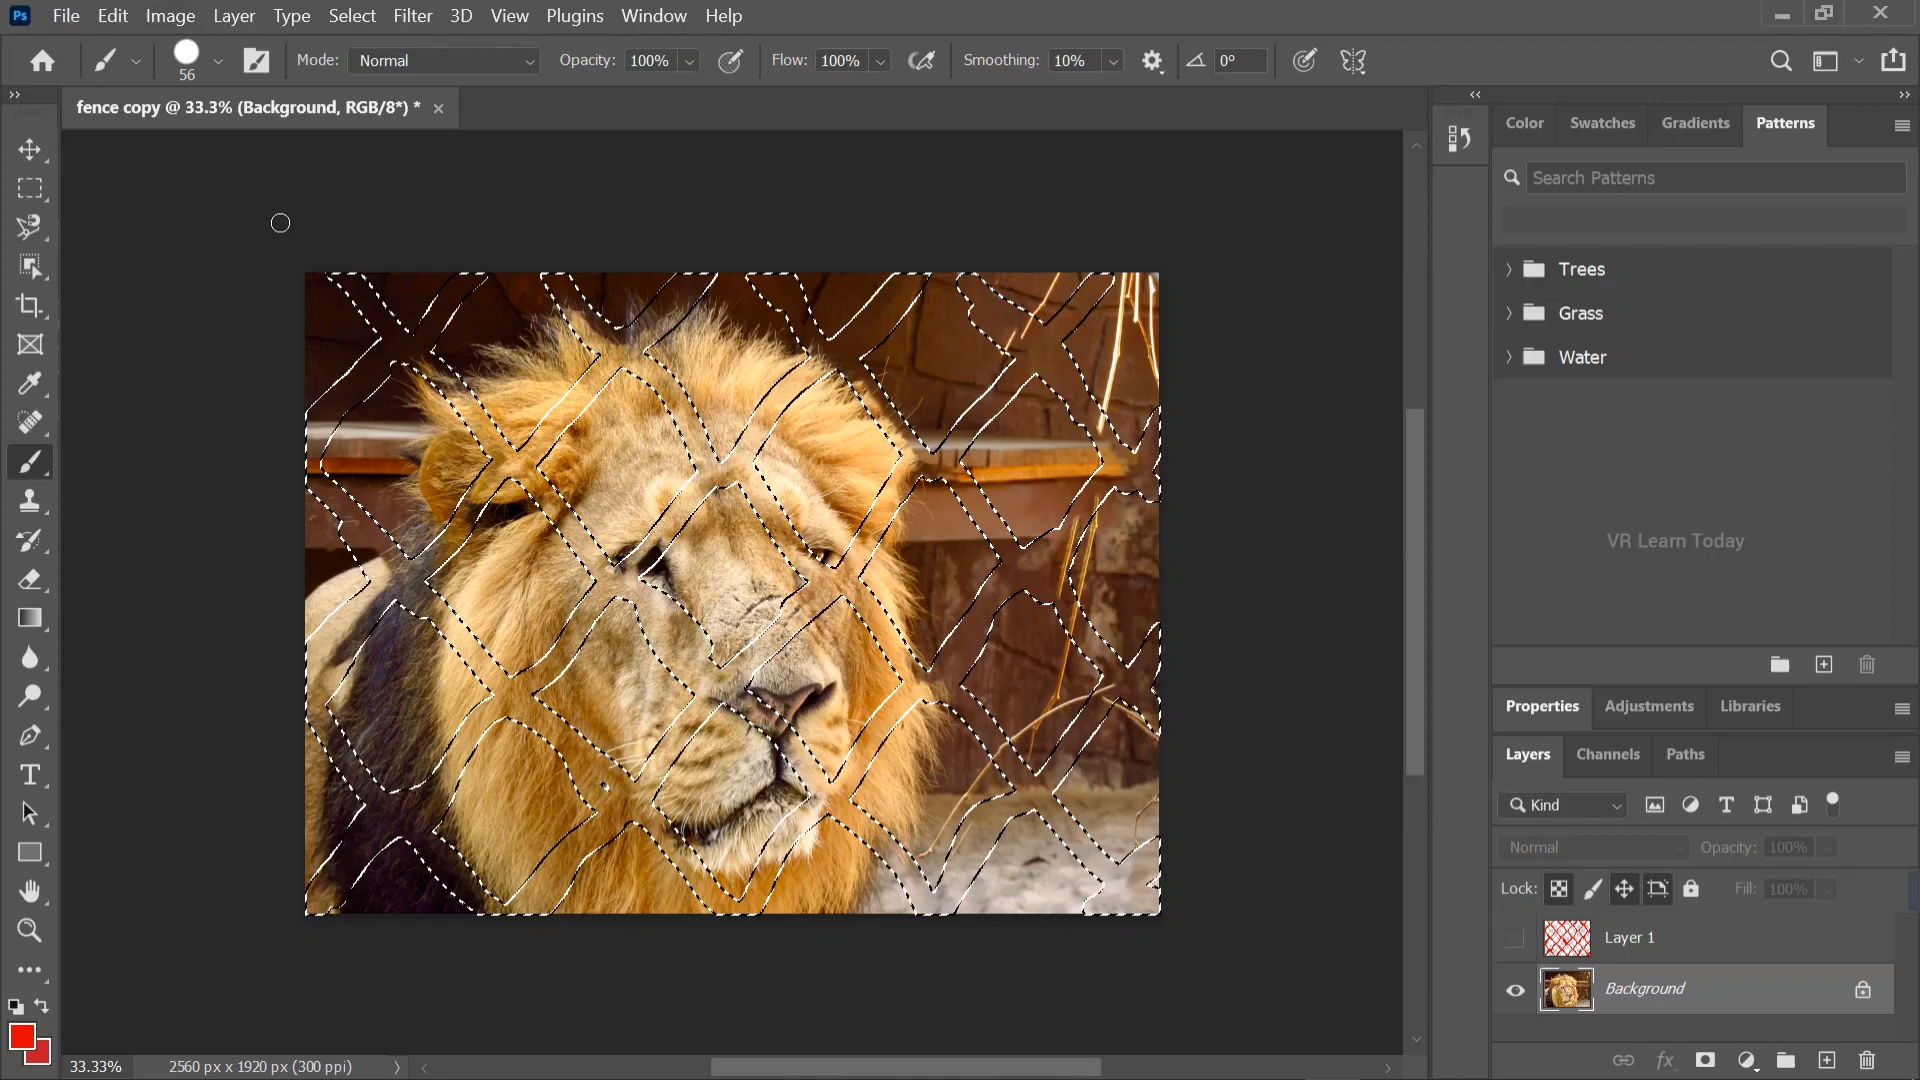 Ps File Edit Image Layer Type Select Filter 3D View Plugins Window Help
56 Mode: Normal Opacity: 100% Flow: 100% Smoothing: 10% 0°
fence copy @ 33.3% (Background, RGB/8*) *
Color Swatches Gradients Patterns
Search Patterns
Trees
Grass
Water
VR Learn Today
Properties Adjustments Libraries
Layers Channels Paths
Kind
Normal Opacity: 100%
Lock: Fill: 100%
Layer 1
Background
33.33% 2560 px x 1920 px (300 ppi)